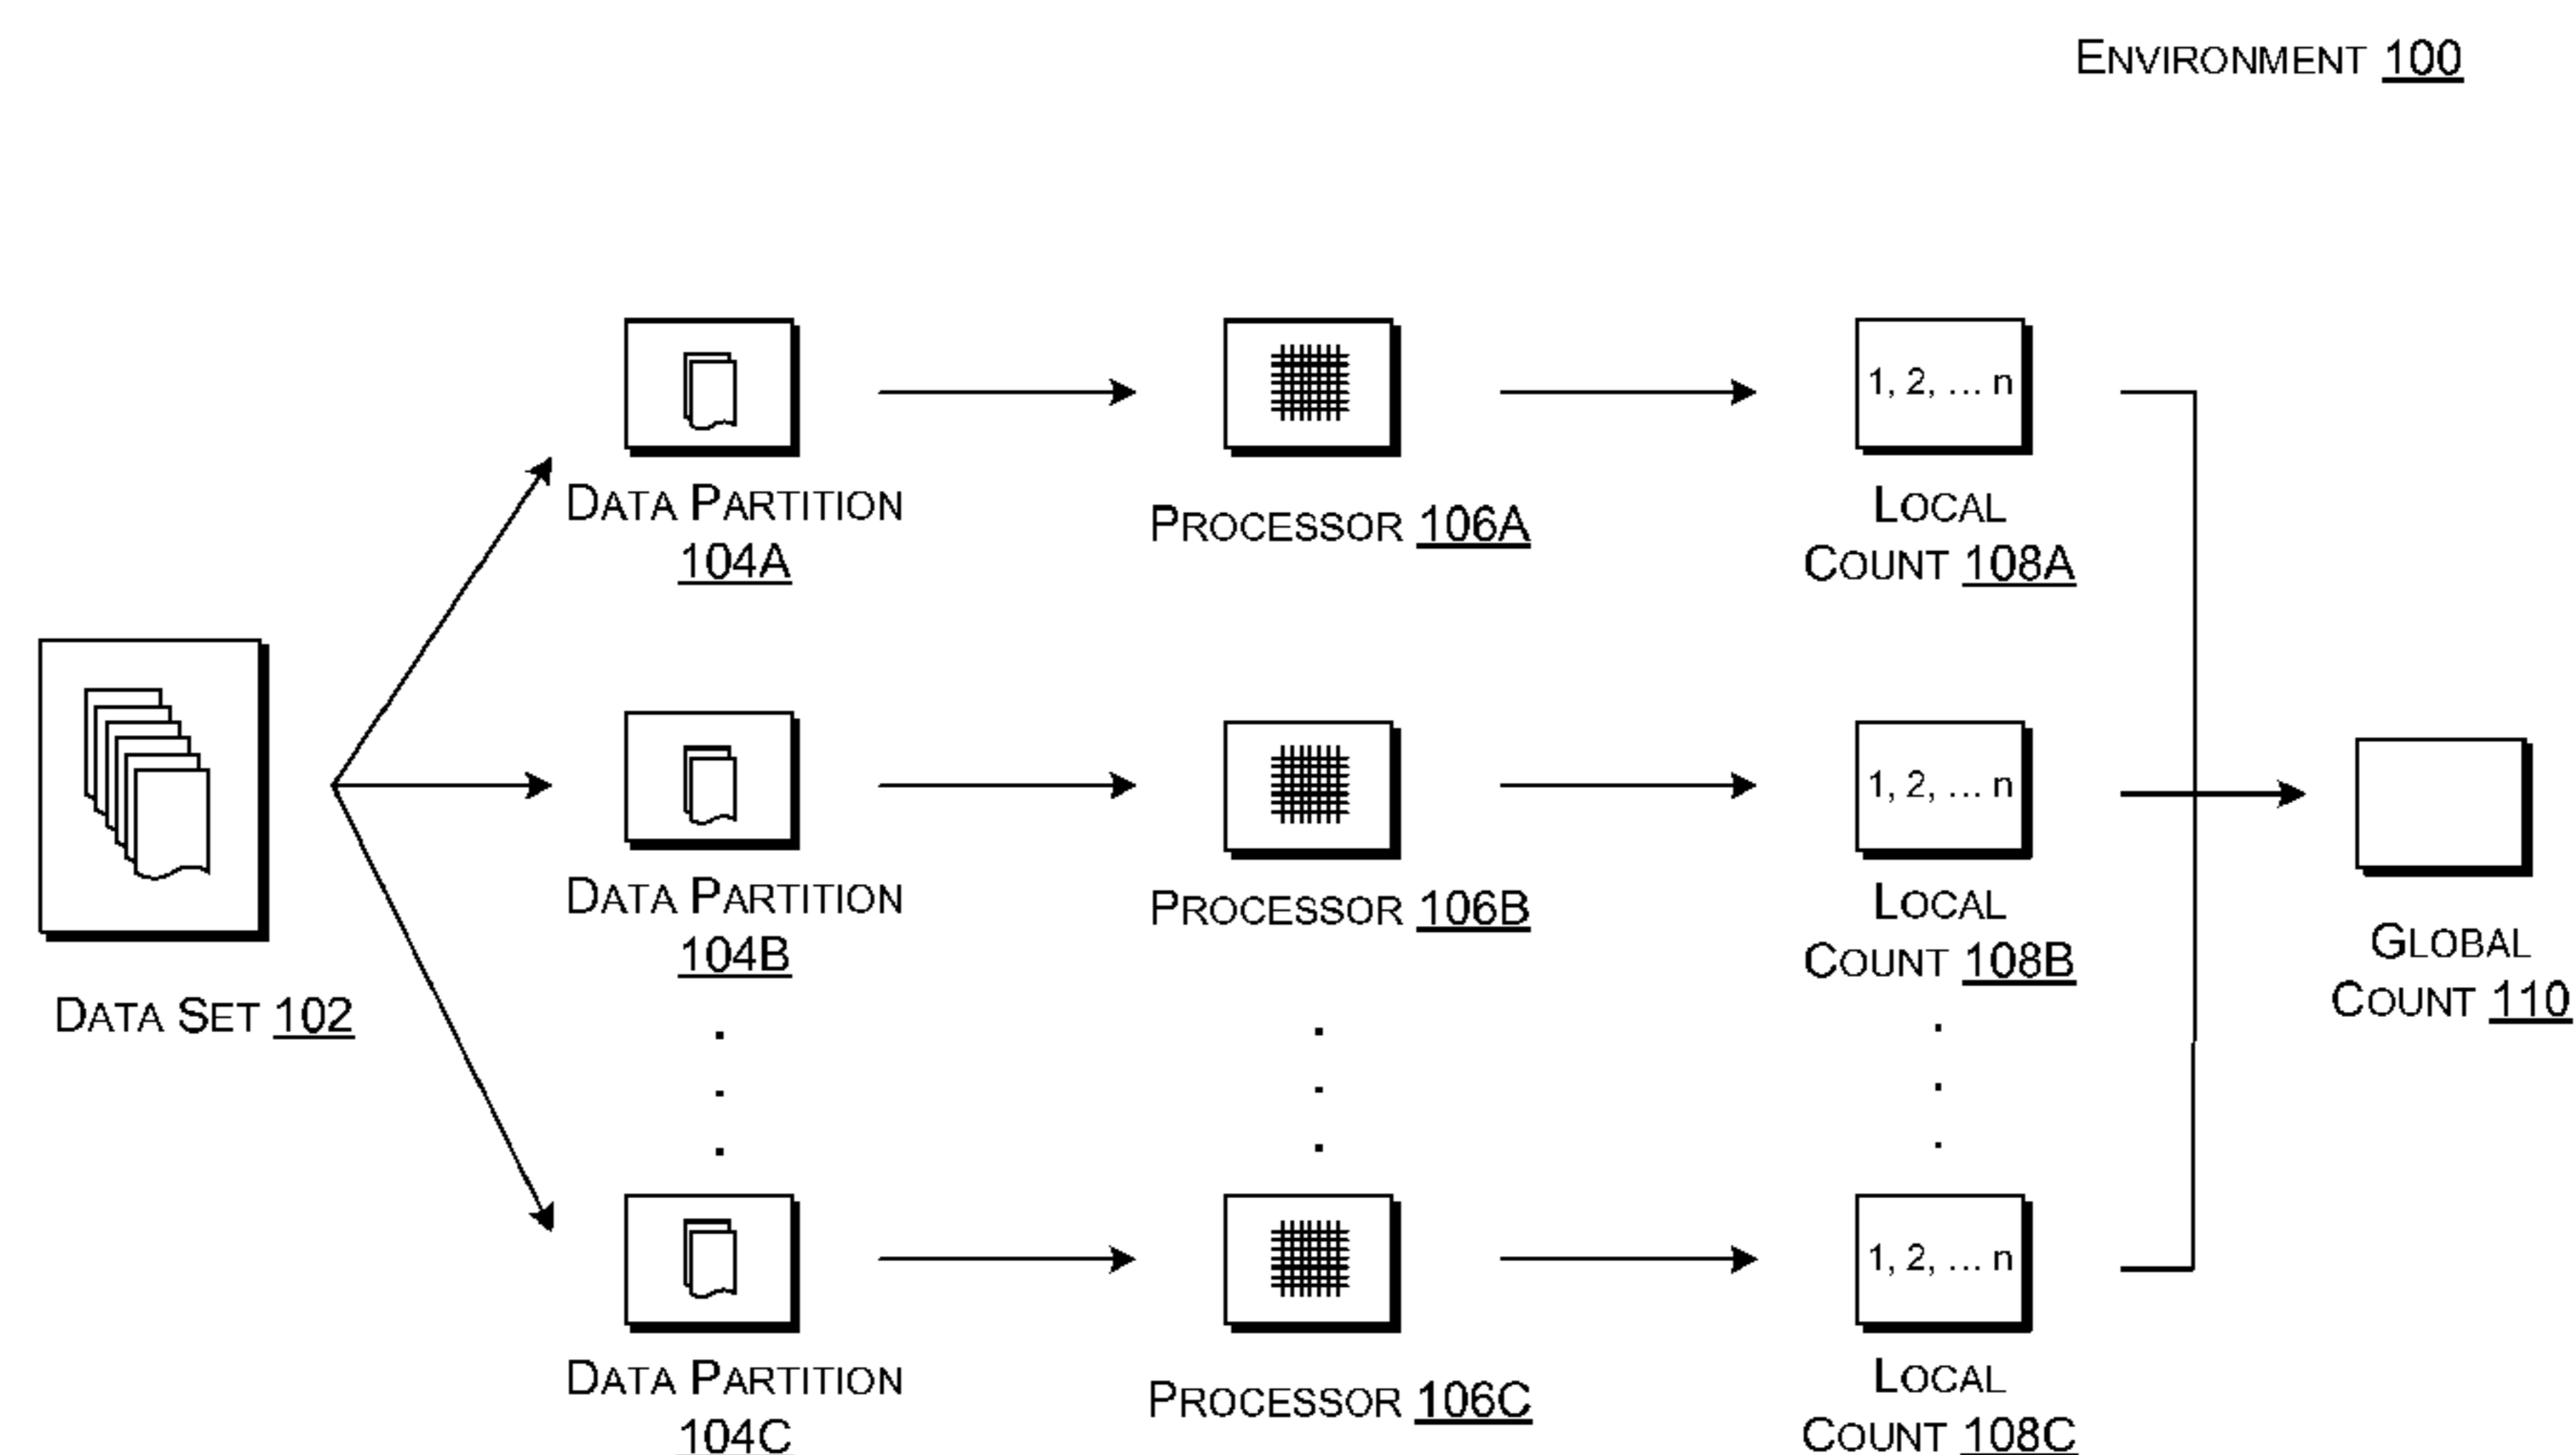 ENVIRONMENT 100
1, 2, ... n
DATA PARTITION
104A
PROCESSOR 106A
LOCAL
COUNT 108A
1, 2, ... n
DATA PARTITION
104B
PROCESSOR 106B
LOCAL
COUNT 108B
GLOBAL
COUNT 110
DATA SET 102
.
.
.
.
.
.
.
.
.
1, 2, ... n
DATA PARTITION
104C
PROCESSOR 106C
LOCAL
COUNT 108C